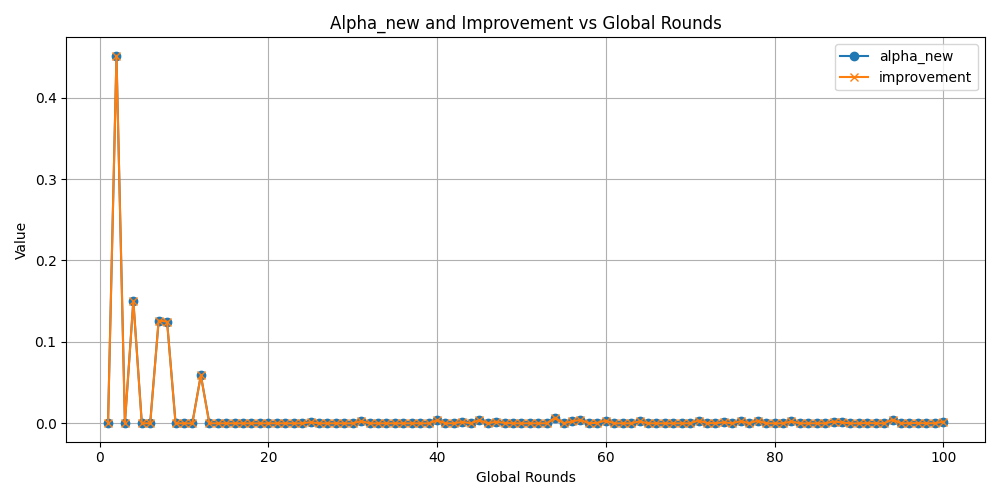 Alpha_new and Improvement vs Global Rounds
alpha_new
improvement
Value
0.4
0.3
0.2
0.1
0.0
0 20 40 60 80 100
Global Rounds